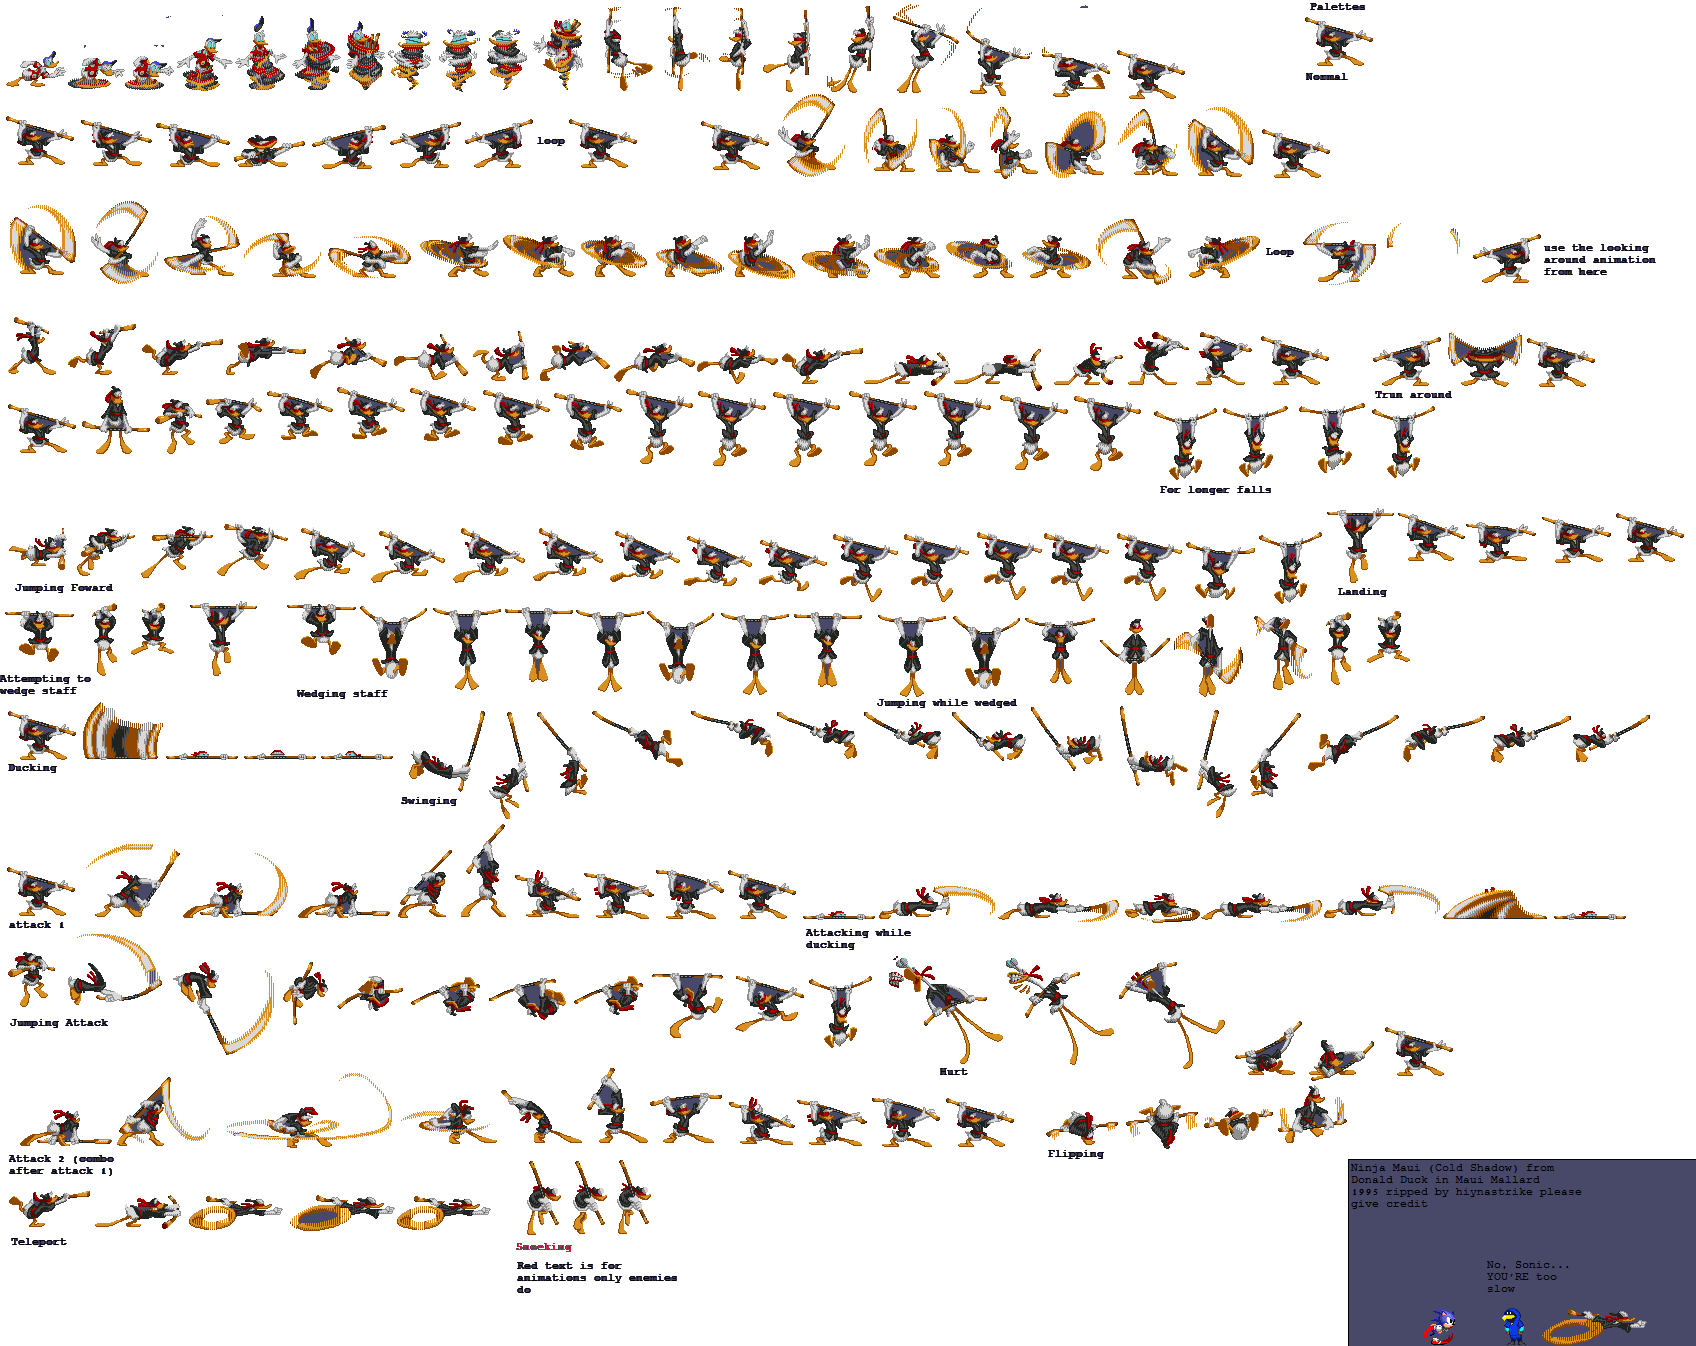 Palettes
Normal
loop
Loop
use the looking
around animation
from here
Trun around
For longer falls
Jumping Foward
Landing
Attempting to
wedge staff
Wedging staff
Jumping while wedged
Ducking
Swinging
attack 1
Attacking while
ducking
Jumping Attack
Hurt
Attack 2 (combo
after attack 1)
Flipping
Teleport
Smoking
Red text is for
animations only enemies
do
Ninja Maui (Cold Shadow) from
Donald Duck in Maui Mallard
1995 ripped by hiynastrike please
give credit
No, Sonic...
YOU'RE too
slow